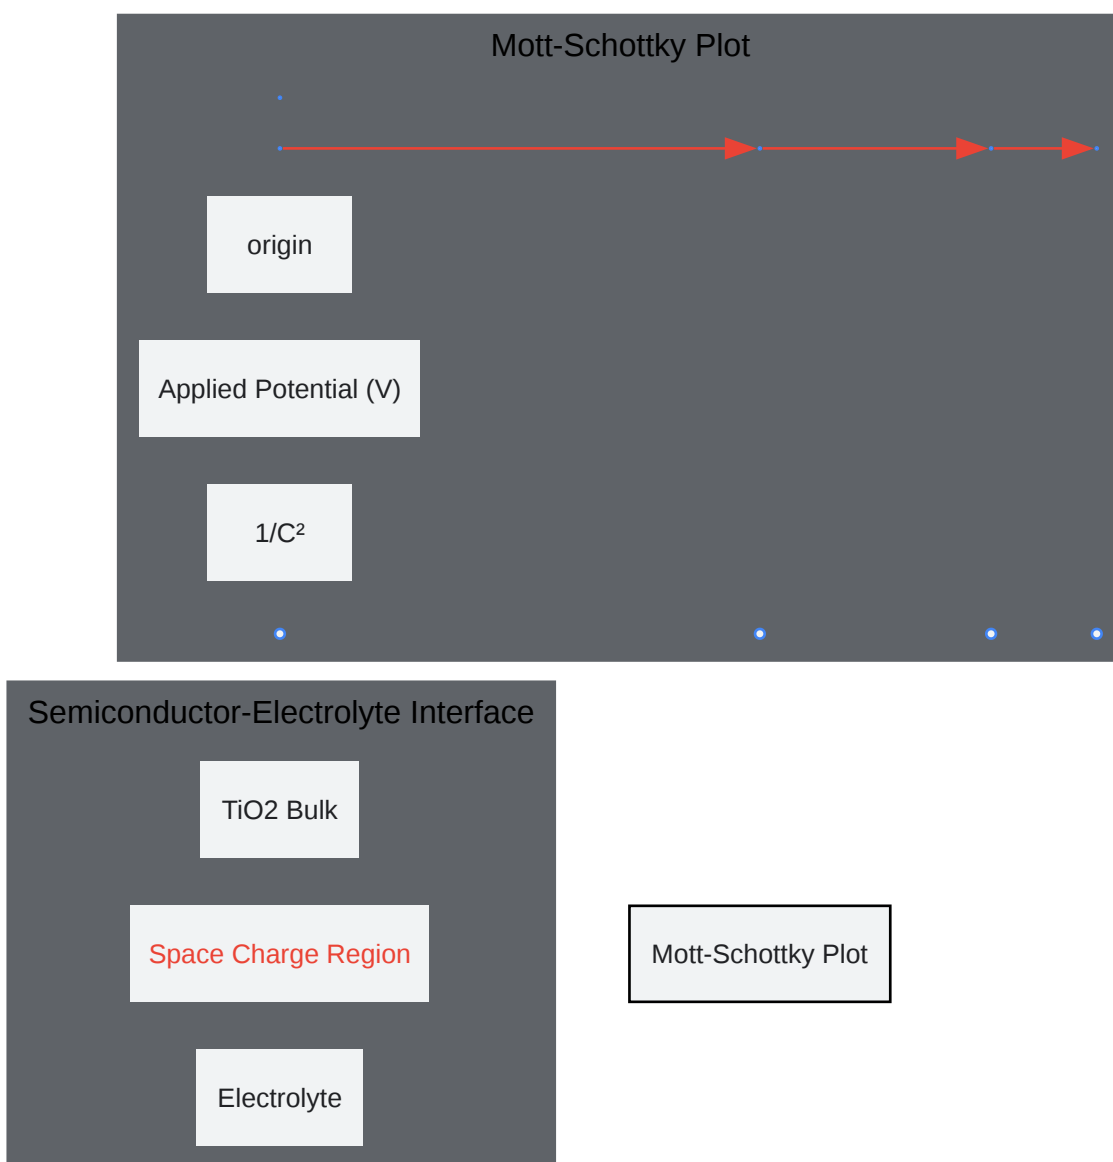 Mott-Schottky Plot
origin
Applied Potential (V)
1/C²
Semiconductor-Electrolyte Interface
TiO2 Bulk
Space Charge Region
Mott-Schottky Plot
Electrolyte